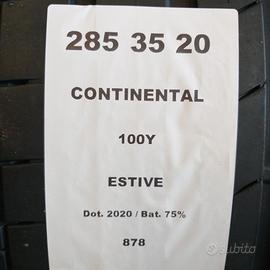 285 35 20
CONTINENTAL
100Y
ESTIVE
Dot. 2020 / Bat. 75%
878
subito